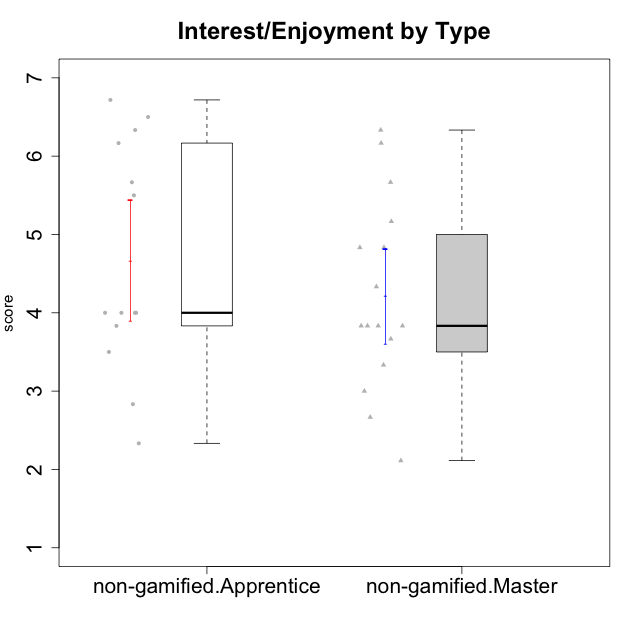 Interest/Enjoyment by Type
7
6
5
4
3
2
1
score
non-gamified.Apprentice
non-gamified.Master